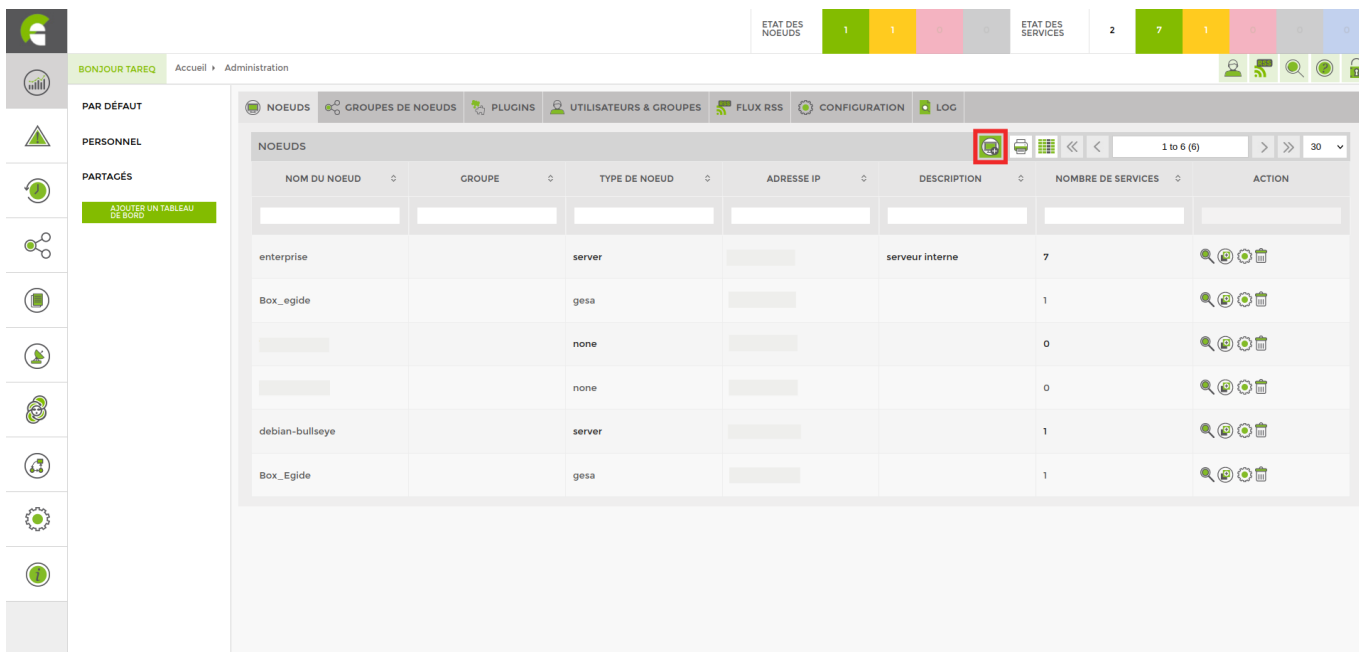 ETAT DES NOEUDS 1 1 0 0 ETAT DES SERVICES 2 7 1 0 0 0
BONJOUR TAREQ Accueil Administration RSS
PAR DÉFAUT
PERSONNEL
PARTAGÉS
AJOUTER UN TABLEAU
DE BORD
NOEUDS GROUPES DE NOEUDS PLUGINS UTILISATEURS & GROUPES FLUX RSS CONFIGURATION LOG
NOEUDS 1 to 6 (6) 30
NOM DU NOEUD GROUPE TYPE DE NOEUD ADRESSE IP DESCRIPTION NOMBRE DE SERVICES ACTION
enterprise server serveur interne 7
Box_egide gesa 1
none 0
none 0
debian-bullseye server 1
Box_Egide gesa 1